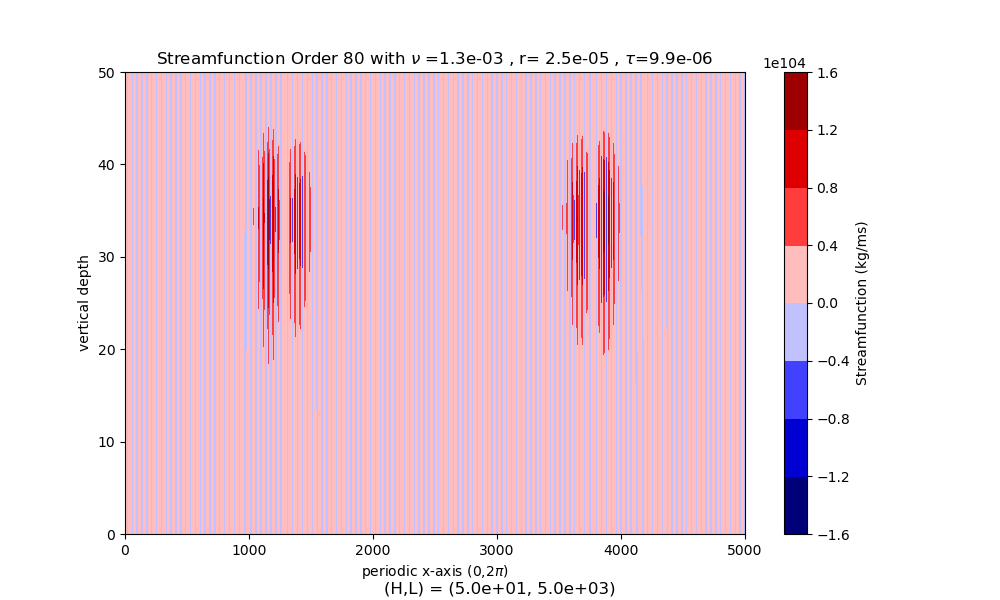 Streamfunction Order 80 with ν =1.3e-03 , r= 2.5e-05 , τ=9.9e-06
1e104
50
40
30
20
10
0
vertical depth
0 1000 2000 3000 4000 5000
periodic x-axis (0,2π)
(H,L) = (5.0e+01, 5.0e+03)
1.6
1.2
0.8
0.4
0.0
−0.4
−0.8
−1.2
−1.6
Streamfunction (kg/ms)